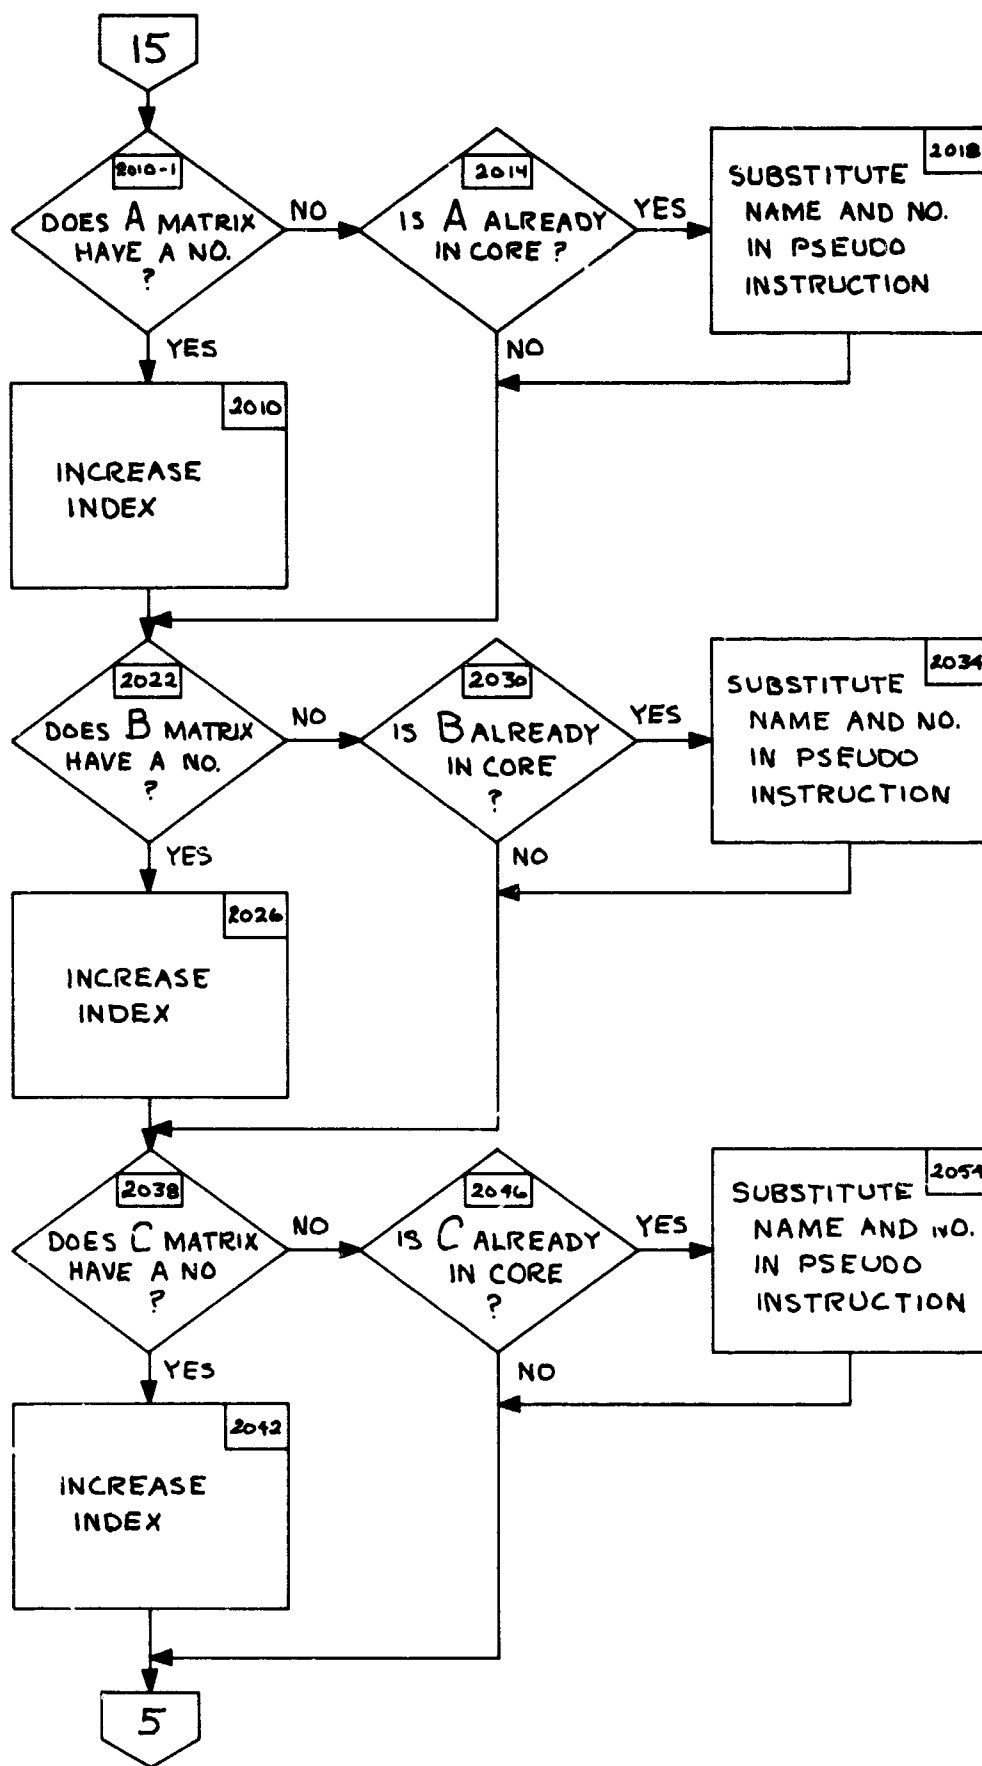 15
2010-1
DOES A MATRIX
HAVE A NO.
?
NO
2014
IS A ALREADY
IN CORE ?
YES
2018
SUBSTITUTE
NAME AND NO.
IN PSEUDO
INSTRUCTION
YES
NO
2010
INCREASE
INDEX
2022
DOES B MATRIX
HAVE A NO.
?
NO
2030
IS B ALREADY
IN CORE
?
YES
2034
SUBSTITUTE
NAME AND NO.
IN PSEUDO
INSTRUCTION
YES
NO
2026
INCREASE
INDEX
2038
DOES C MATRIX
HAVE A NO
?
NO
2046
IS C ALREADY
IN CORE
?
YES
2054
SUBSTITUTE
NAME AND NO.
IN PSEUDO
INSTRUCTION
YES
NO
2042
INCREASE
INDEX
5